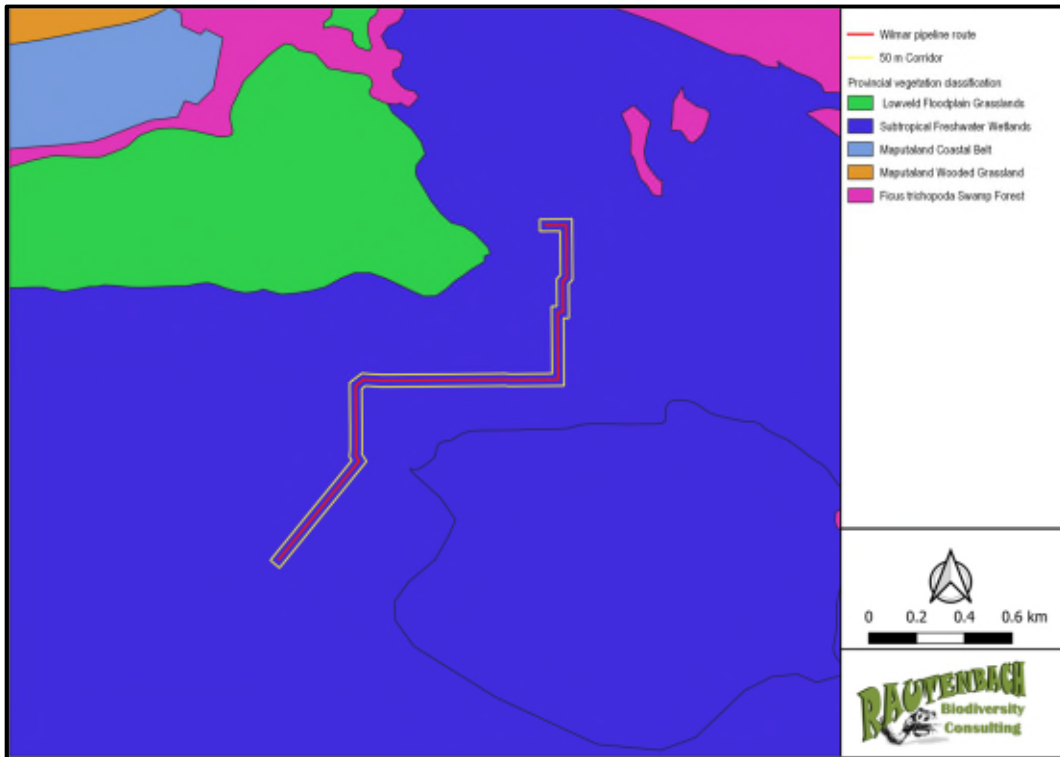 Wilmar pipeline route
50 m Corridor
Provincial vegetation classification
Lowveld Floodplain Grasslands
Subtropical Freshwater Wetlands
Maputaland Coastal Belt
Maputaland Wooded Grassland
Ficus trichopoda Swamp Forest
0 0.2 0.4 0.6 km
RAUTENBACH
Biodiversity
Consulting